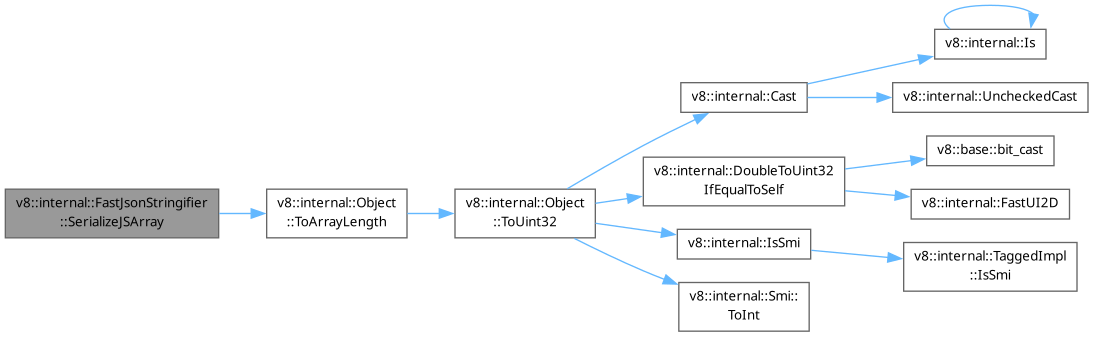 v8::internal::FastJsonStringifier
::SerializeJSArray
v8::internal::Object
::ToArrayLength
v8::internal::Object
::ToUint32
v8::internal::Cast
v8::internal::Is
v8::internal::UncheckedCast
v8::internal::DoubleToUint32
IfEqualToSelf
v8::base::bit_cast
v8::internal::FastUI2D
v8::internal::IsSmi
v8::internal::TaggedImpl
::IsSmi
v8::internal::Smi::
ToInt